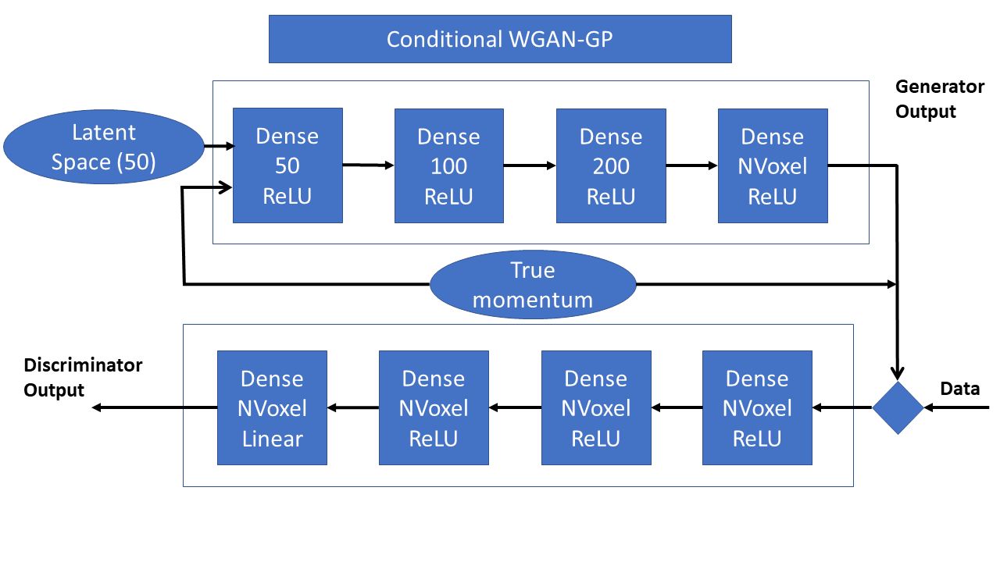 Conditional WGAN-GP
Generator
Output
Latent
Space (50)
Dense
50
ReLU
Dense
100
ReLU
Dense
200
ReLU
Dense
NVoxel
ReLU
True
momentum
Discriminator
Output
Dense
NVoxel
Linear
Dense
NVoxel
ReLU
Dense
NVoxel
ReLU
Dense
NVoxel
ReLU
Data